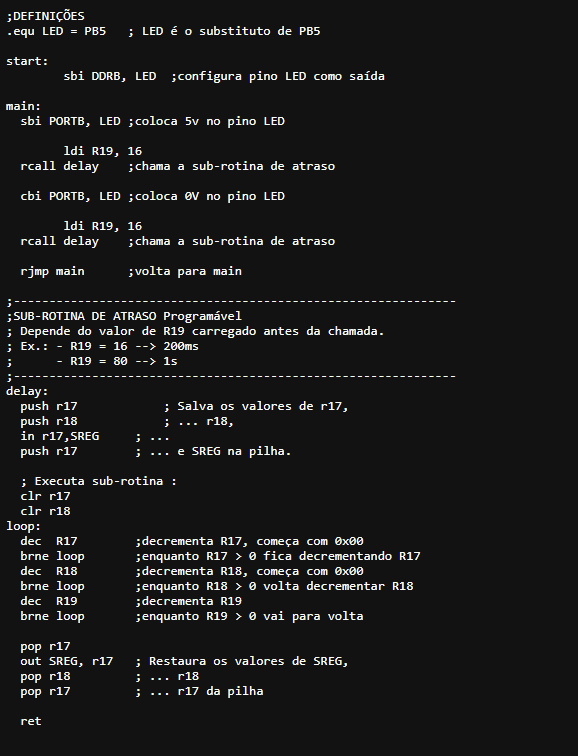 ;DEFINIÇÕES
.equ LED = PB5   ; LED é o substituto de PB5
start:
        sbi DDRB, LED  ;configura pino LED como saída
main:
  sbi PORTB, LED ;coloca 5v no pino LED
        ldi R19, 16
  rcall delay    ;chama a sub-rotina de atraso
  cbi PORTB, LED ;coloca 0V no pino LED
        ldi R19, 16
  rcall delay    ;chama a sub-rotina de atraso
  rjmp main      ;volta para main
;--------------------------------------------------------------
;SUB-ROTINA DE ATRASO Programável
; Depende do valor de R19 carregado antes da chamada.
; Ex.: - R19 = 16 --> 200ms
;      - R19 = 80 --> 1s
;--------------------------------------------------------------
delay:
  push r17            ; Salva os valores de r17,
  push r18            ; ... r18,
  in r17,SREG     ; ...
  push r17        ; ... e SREG na pilha.
  ; Executa sub-rotina :
  clr r17
  clr r18
loop:
  dec  R17        ;decrementa R17, começa com 0x00
  brne loop       ;enquanto R17 > 0 fica decrementando R17
  dec  R18        ;decrementa R18, começa com 0x00
  brne loop       ;enquanto R18 > 0 volta decrementar R18
  dec  R19        ;decrementa R19
  brne loop       ;enquanto R19 > 0 vai para volta
  pop r17
  out SREG, r17   ; Restaura os valores de SREG,
  pop r18         ; ... r18
  pop r17         ; ... r17 da pilha
  ret